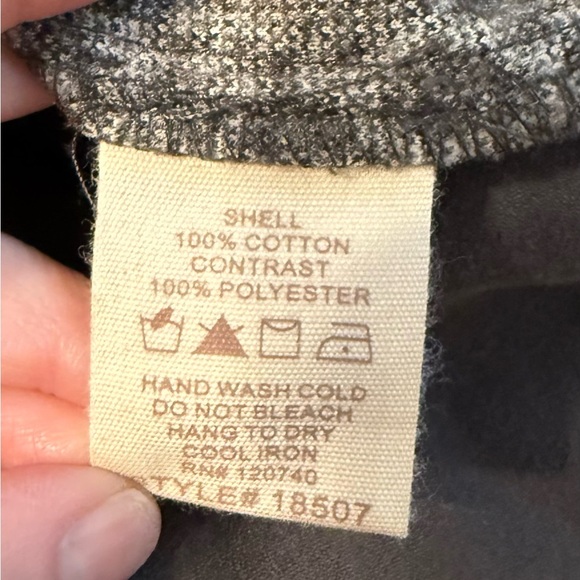 SHELL
100% COTTON
CONTRAST
100% POLYESTER
HAND WASH COLD
DO NOT BLEACH
HANG TO DRY
COOL IRON
RN# 120740
STYLE# 18507